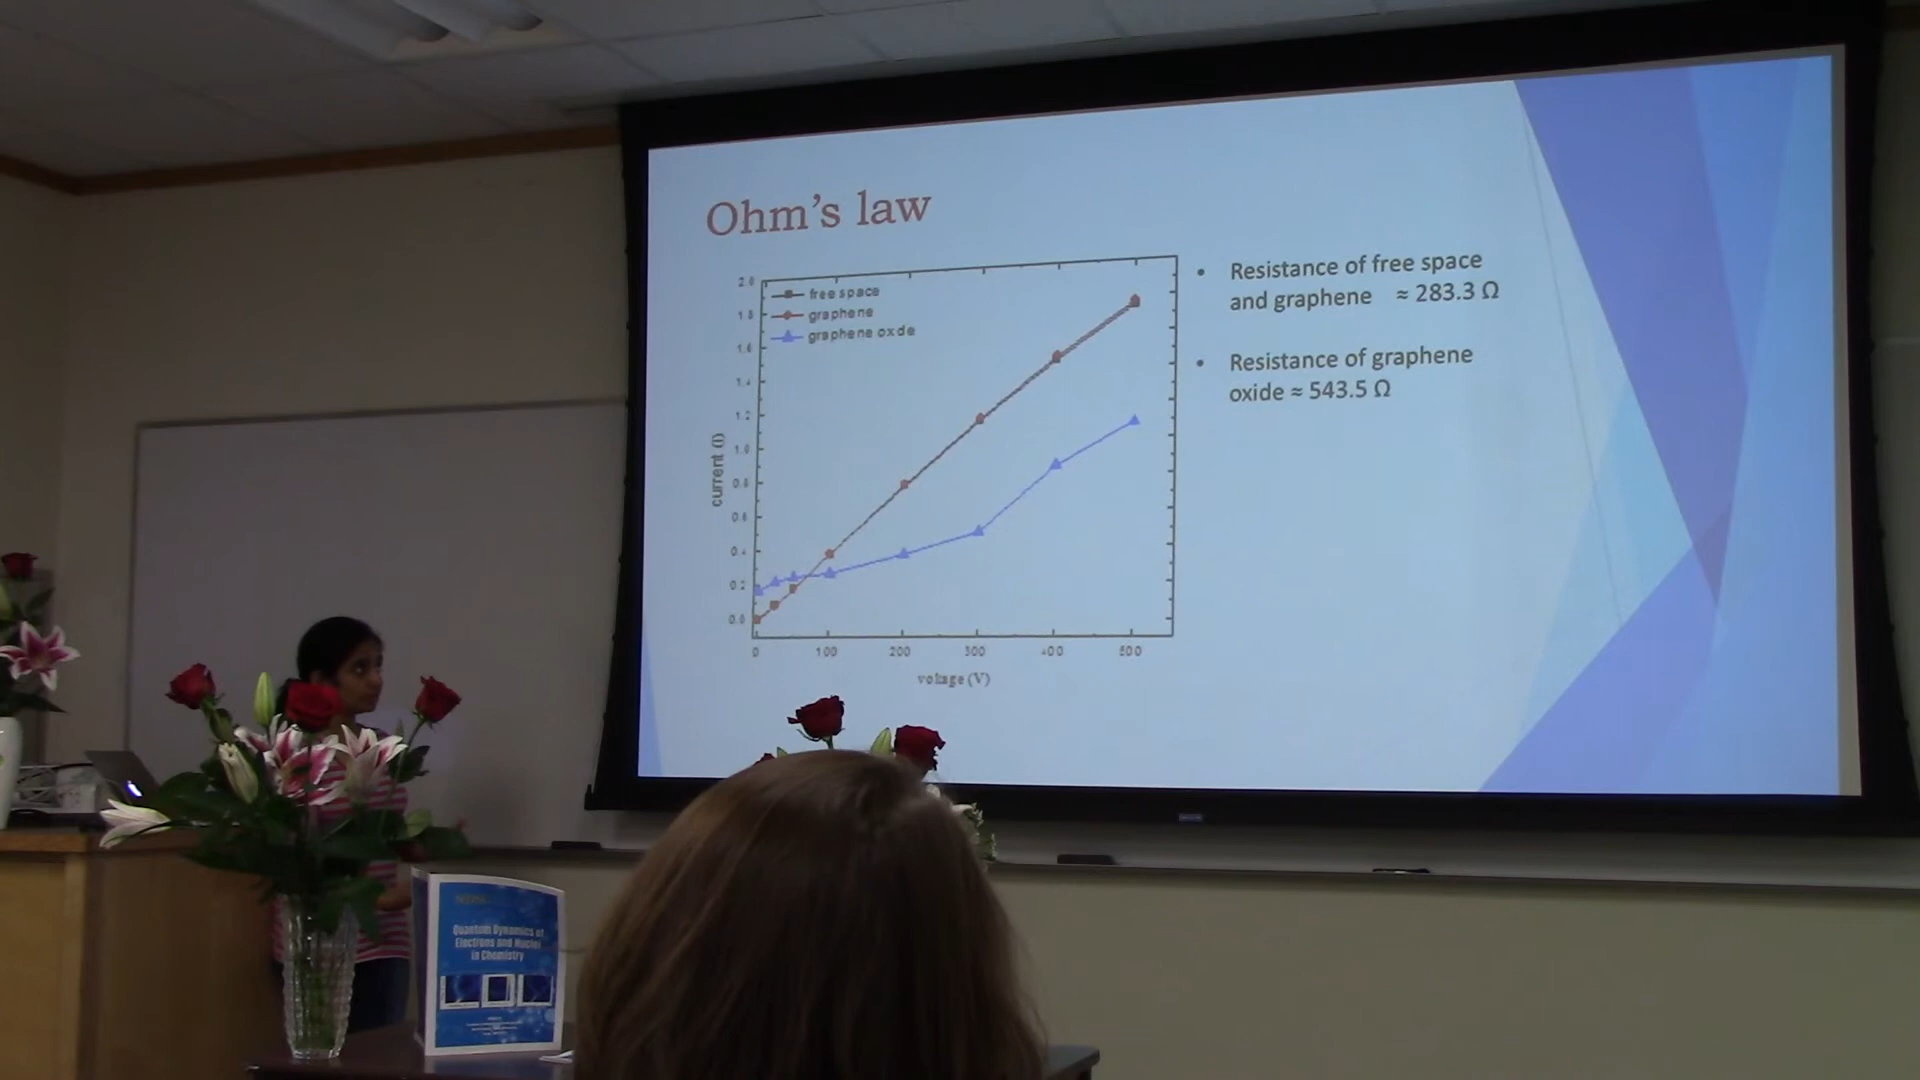 Ohm's law
2.0
1.8
1.6
1.4
1.2
1.0
0.8
0.6
0.4
0.2
0.0
free space
graphene
graphene oxde
current (I)
0 100 200 300 400 500
voltage (V)
• Resistance of free space
and graphene ≈ 283.3 Ω
• Resistance of graphene
oxide ≈ 543.5 Ω
Quantum Dynamics of
Electrons and Nuclei
in Chemistry